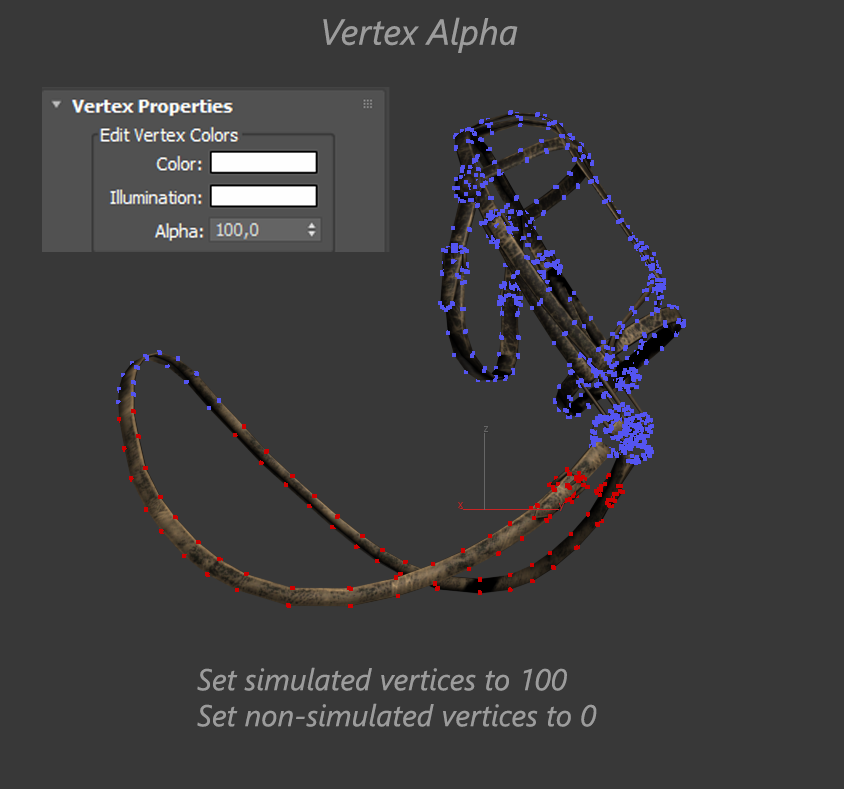 Vertex Alpha
Vertex Properties
Edit Vertex Colors
Color:
Illumination:
Alpha: 100,0
z
x
Set simulated vertices to 100
Set non-simulated vertices to 0